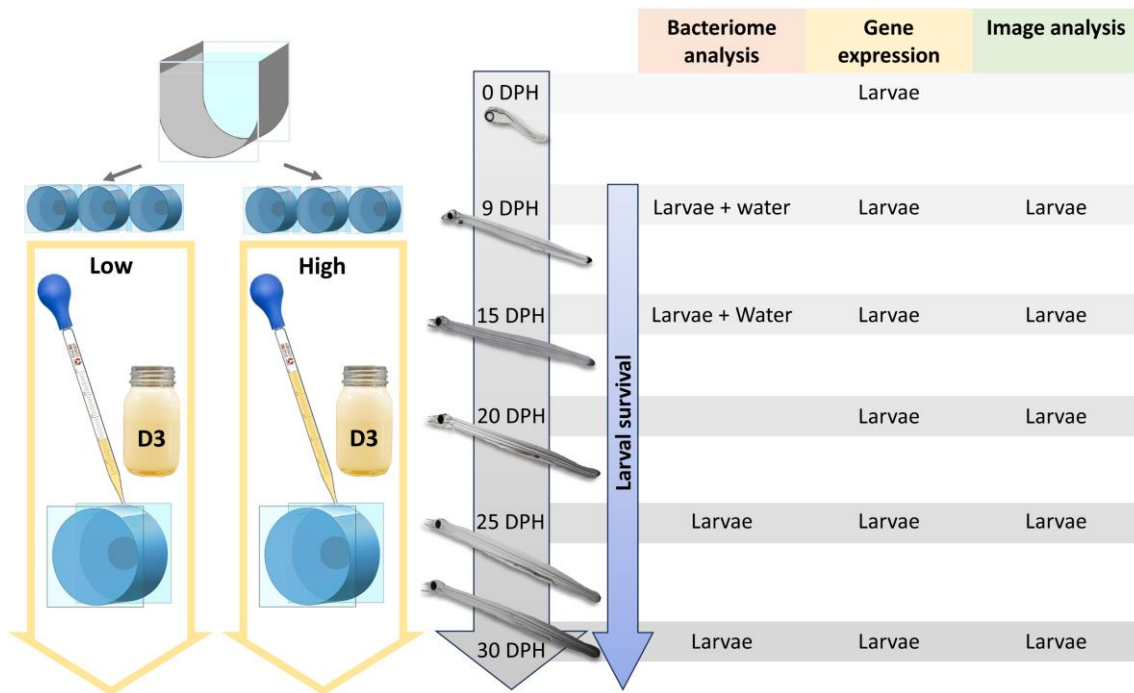 Bacteriome
analysis
Gene
expression
Image analysis
0 DPH
Larvae
9 DPH
Larvae + water
Larvae
Larvae
Low
High
15 DPH
Larvae + Water
Larvae
Larvae
D3
D3
20 DPH
Larvae
Larvae
Larval survival
25 DPH
Larvae
Larvae
Larvae
30 DPH
Larvae
Larvae
Larvae